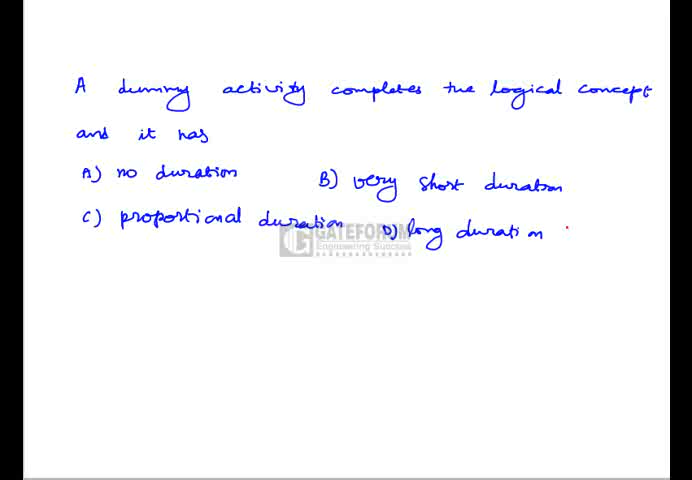 A dummy activity completes the logical concept
and it has
A) no duration B) very short duration
C) proportional duration D) long duration
GATEFORUM
Engineering Success